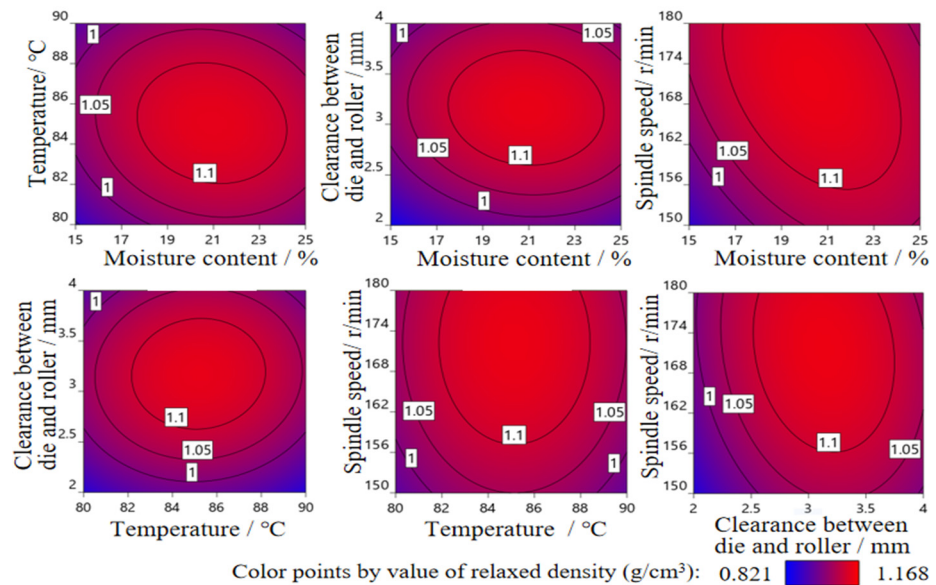 90
88
86
84
82
80
Temperature/ °C
1
1.05
1
1.1
15 17 19 21 23 25
Moisture content / %
4
3.5
3
2.5
2
Clearance between
die and roller / mm
1
1.05
1.05
1.1
1
15 17 19 21 23 25
Moisture content / %
180
174
168
162
156
150
Spindle speed/ r/min
1.05
1
1.1
15 17 19 21 23 25
Moisture content / %
4
3.5
3
2.5
2
Clearance between
die and roller / mm
1
1.1
1.05
1
80 82 84 86 88 90
Temperature / °C
180
174
168
162
156
150
Spindle speed/ r/min
1.05
1.05
1.1
1
1
80 82 84 86 88 90
Temperature / °C
180
174
168
162
156
150
Spindle speed/ r/min
1
1.05
1.1
1.05
2 2.5 3 3.5 4
Clearance between
die and roller / mm
Color points by value of relaxed density (g/cm³): 0.821 1.168